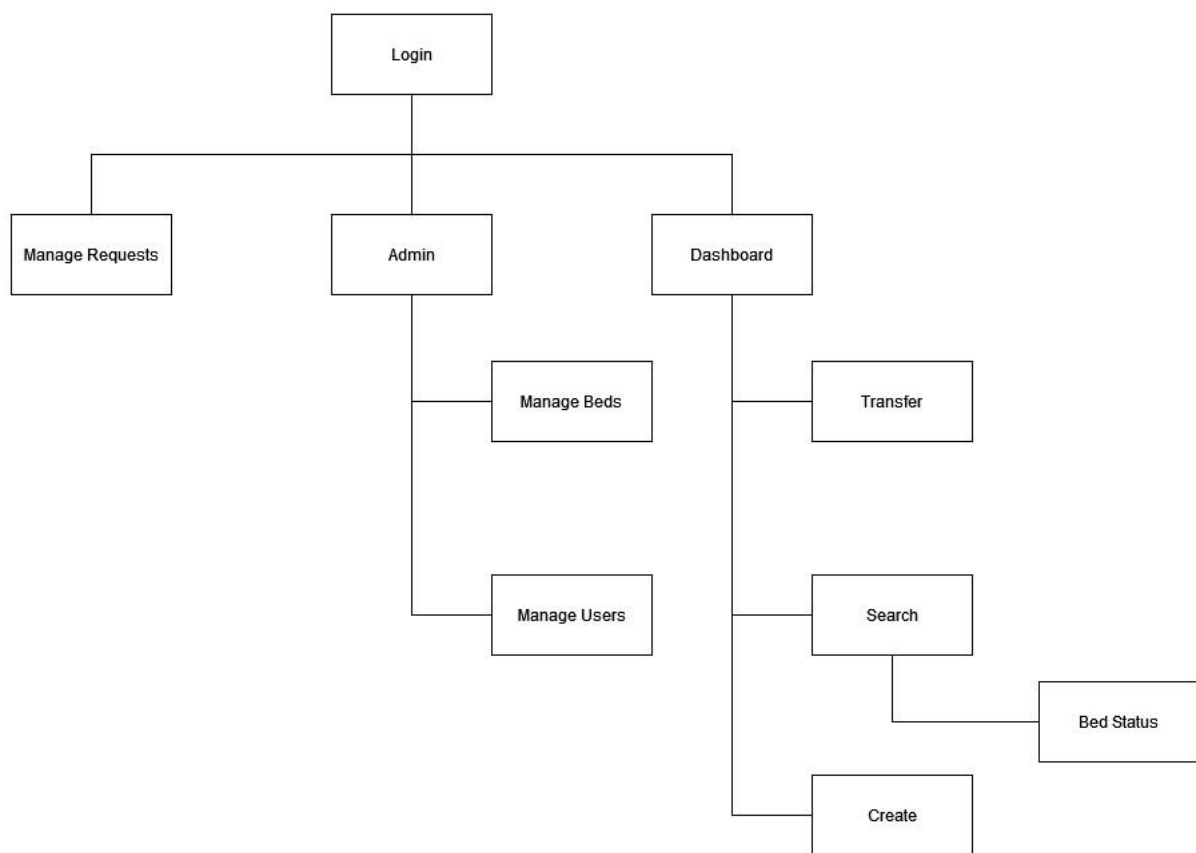 Login
Manage Requests
Admin
Dashboard
Manage Beds
Transfer
Manage Users
Search
Bed Status
Create